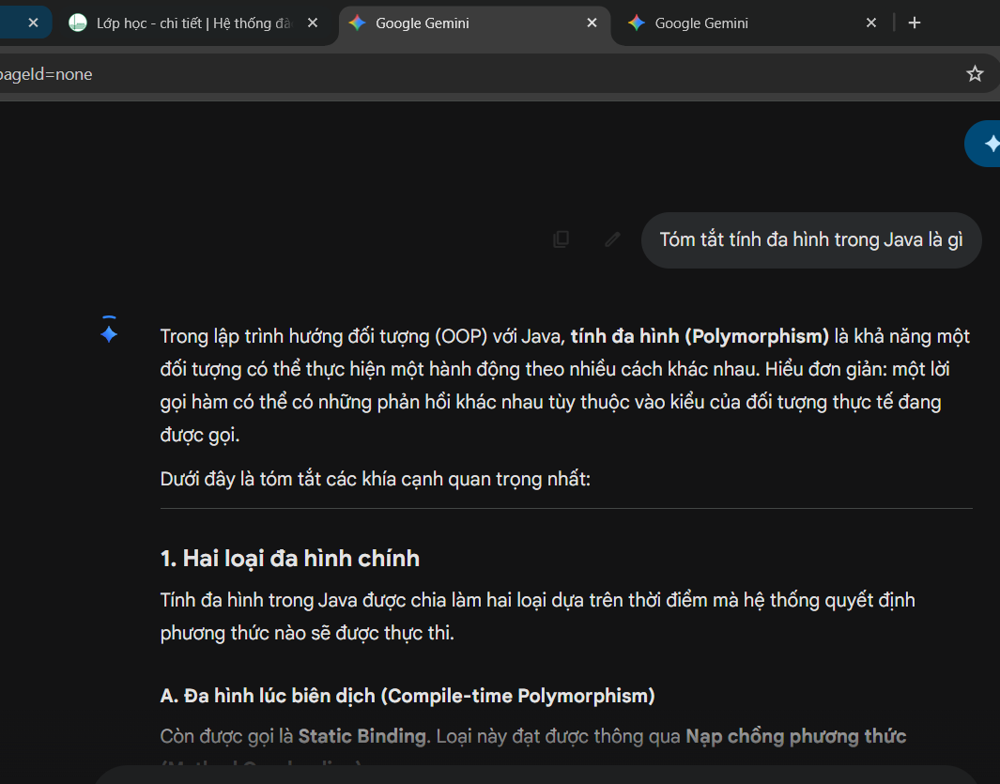 Lớp học - chi tiết | Hệ thống đà
Google Gemini
Google Gemini
pageId=none
Tóm tắt tính đa hình trong Java là gì
Trong lập trình hướng đối tượng (OOP) với Java, tính đa hình (Polymorphism) là khả năng một
đối tượng có thể thực hiện một hành động theo nhiều cách khác nhau. Hiểu đơn giản: một lời
gọi hàm có thể có những phản hồi khác nhau tùy thuộc vào kiểu của đối tượng thực tế đang
được gọi.
Dưới đây là tóm tắt các khía cạnh quan trọng nhất:
1. Hai loại đa hình chính
Tính đa hình trong Java được chia làm hai loại dựa trên thời điểm mà hệ thống quyết định
phương thức nào sẽ được thực thi.
A. Đa hình lúc biên dịch (Compile-time Polymorphism)
Còn được gọi là Static Binding. Loại này đạt được thông qua Nạp chồng phương thức